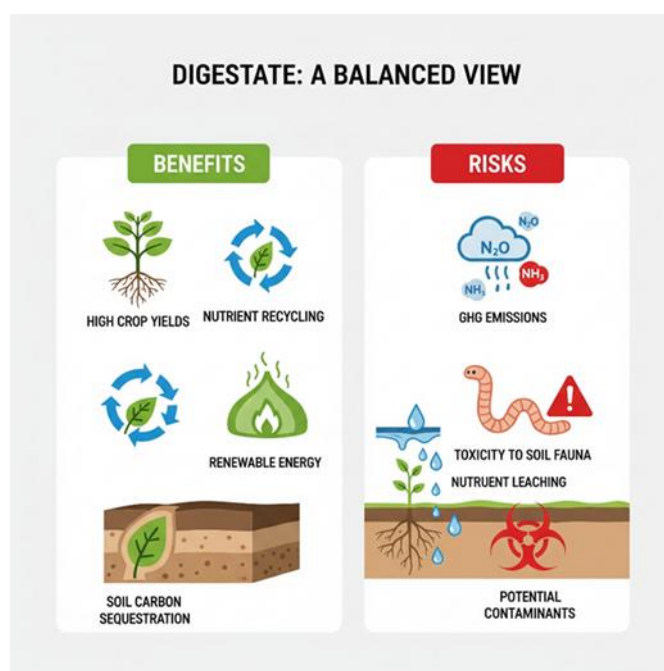 DIGESTATE: A BALANCED VIEW
BENEFITS
HIGH CROP YIELDS
NUTRIENT RECYCLING
RENEWABLE ENERGY
SOIL CARBON
SEQUESTRATION
RISKS
N₂O
N₂O
NH₃
NH₃
GHG EMISSIONS
!
TOXICITY TO SOIL FAUNA
NUTRUENT LEACHING
POTENTIAL
CONTAMINANTS